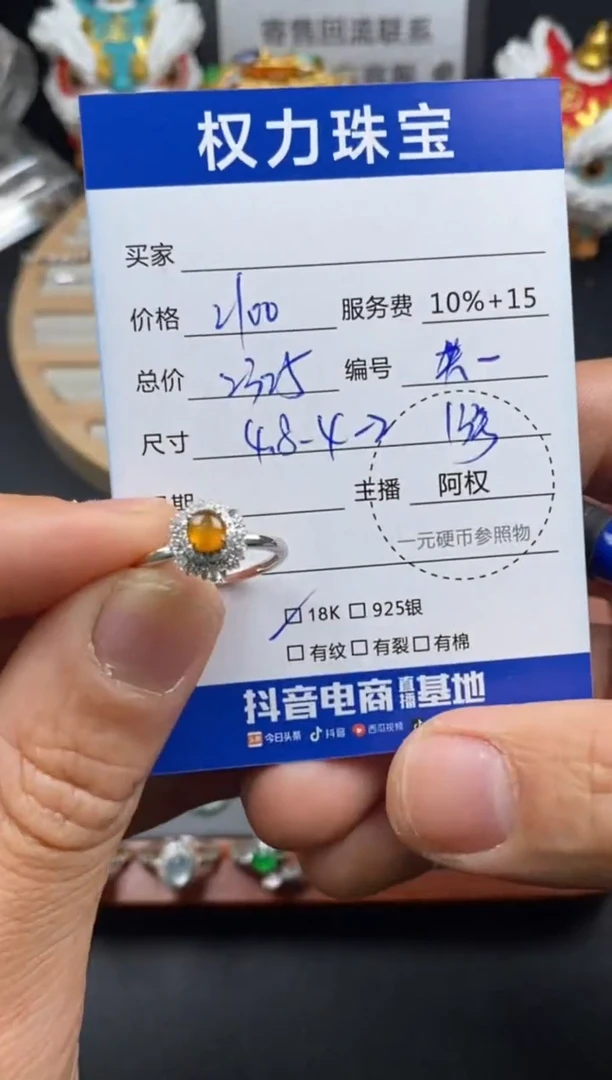 寄售回流联系
权力珠宝
买家
价格 2100 服务费 10%+15
总价 2325 编号 共一
尺寸 4.8-4-2 13
期 主播 阿权
一元硬币参照物
18K 925银
有纹 有裂 有棉
抖音电商直播基地
今日头条 抖音 西瓜视频